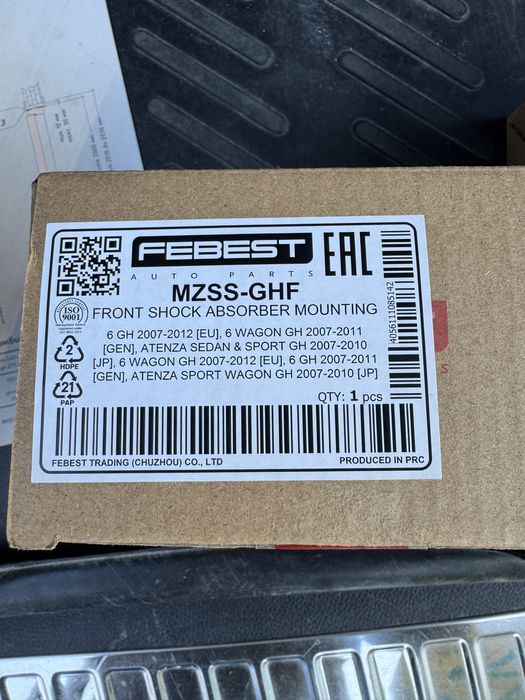 FEBEST
EAC
AUTO PARTS
MZSS-GHF
ISO
9001
FRONT SHOCK ABSORBER MOUNTING
6 GH 2007-2012 [EU], 6 WAGON GH 2007-2011
[GEN], ATENZA SEDAN & SPORT GH 2007-2010
[JP], 6 WAGON GH 2007-2012 [EU], 6 GH 2007-2011
[GEN], ATENZA SPORT WAGON GH 2007-2010 [JP]
2
HDPE
21
PAP
QTY: 1 pcs
4056111085142
FEBEST TRADING (CHUZHOU) CO., LTD
PRODUCED IN PRC